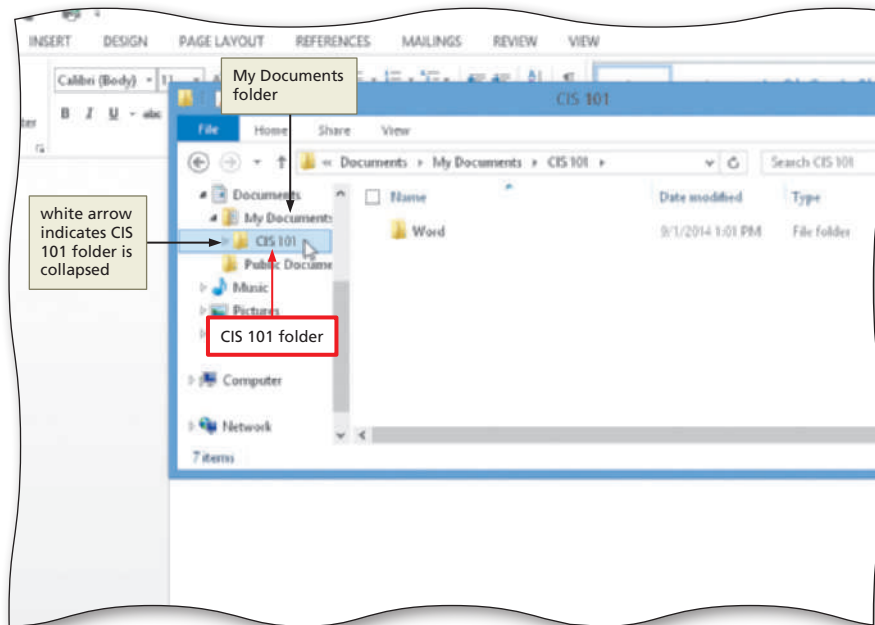 INSERT DESIGN PAGE LAYOUT REFERENCES MAILINGS REVIEW VIEW
Calibri (Body) 11
B I U abc
My Documents
folder
CIS 101
File Home Share View
« Documents My Documents CIS 101
Search CIS 101
Documents
My Documents
CIS 101
Public Docume
Music
Pictures
Computer
Network
7 items
Name Date modified Type
Word 9/1/2014 1:01 PM File folder
white arrow
indicates CIS
101 folder is
collapsed
CIS 101 folder